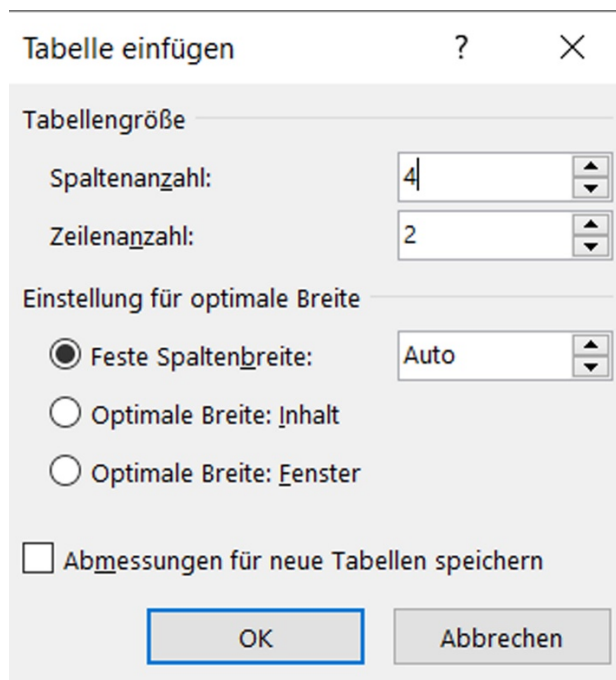 Tabelle einfügen ?
Tabellengröße
Spaltenanzahl: 4
Zeilenanzahl: 2
Einstellung für optimale Breite
Feste Spaltenbreite: Auto
Optimale Breite: Inhalt
Optimale Breite: Fenster
Abmessungen für neue Tabellen speichern
OK Abbrechen